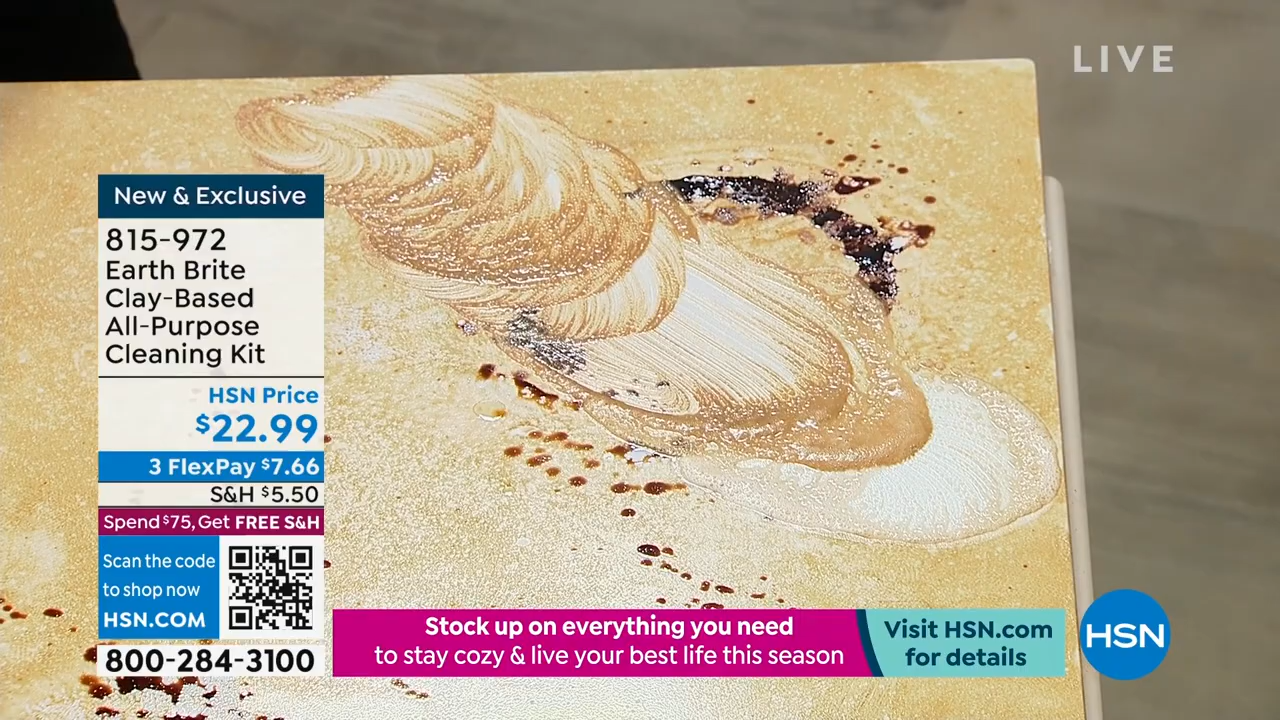 LIVE
New & Exclusive
815-972
Earth Brite
Clay-Based
All-Purpose
Cleaning Kit
HSN Price
$22.99
3 FlexPay $7.66
S&H $5.50
Spend $75, Get FREE S&H
Scan the code
to shop now
HSN.COM
800-284-3100
Stock up on everything you need
to stay cozy & live your best life this season
Visit HSN.com
for details
HSN